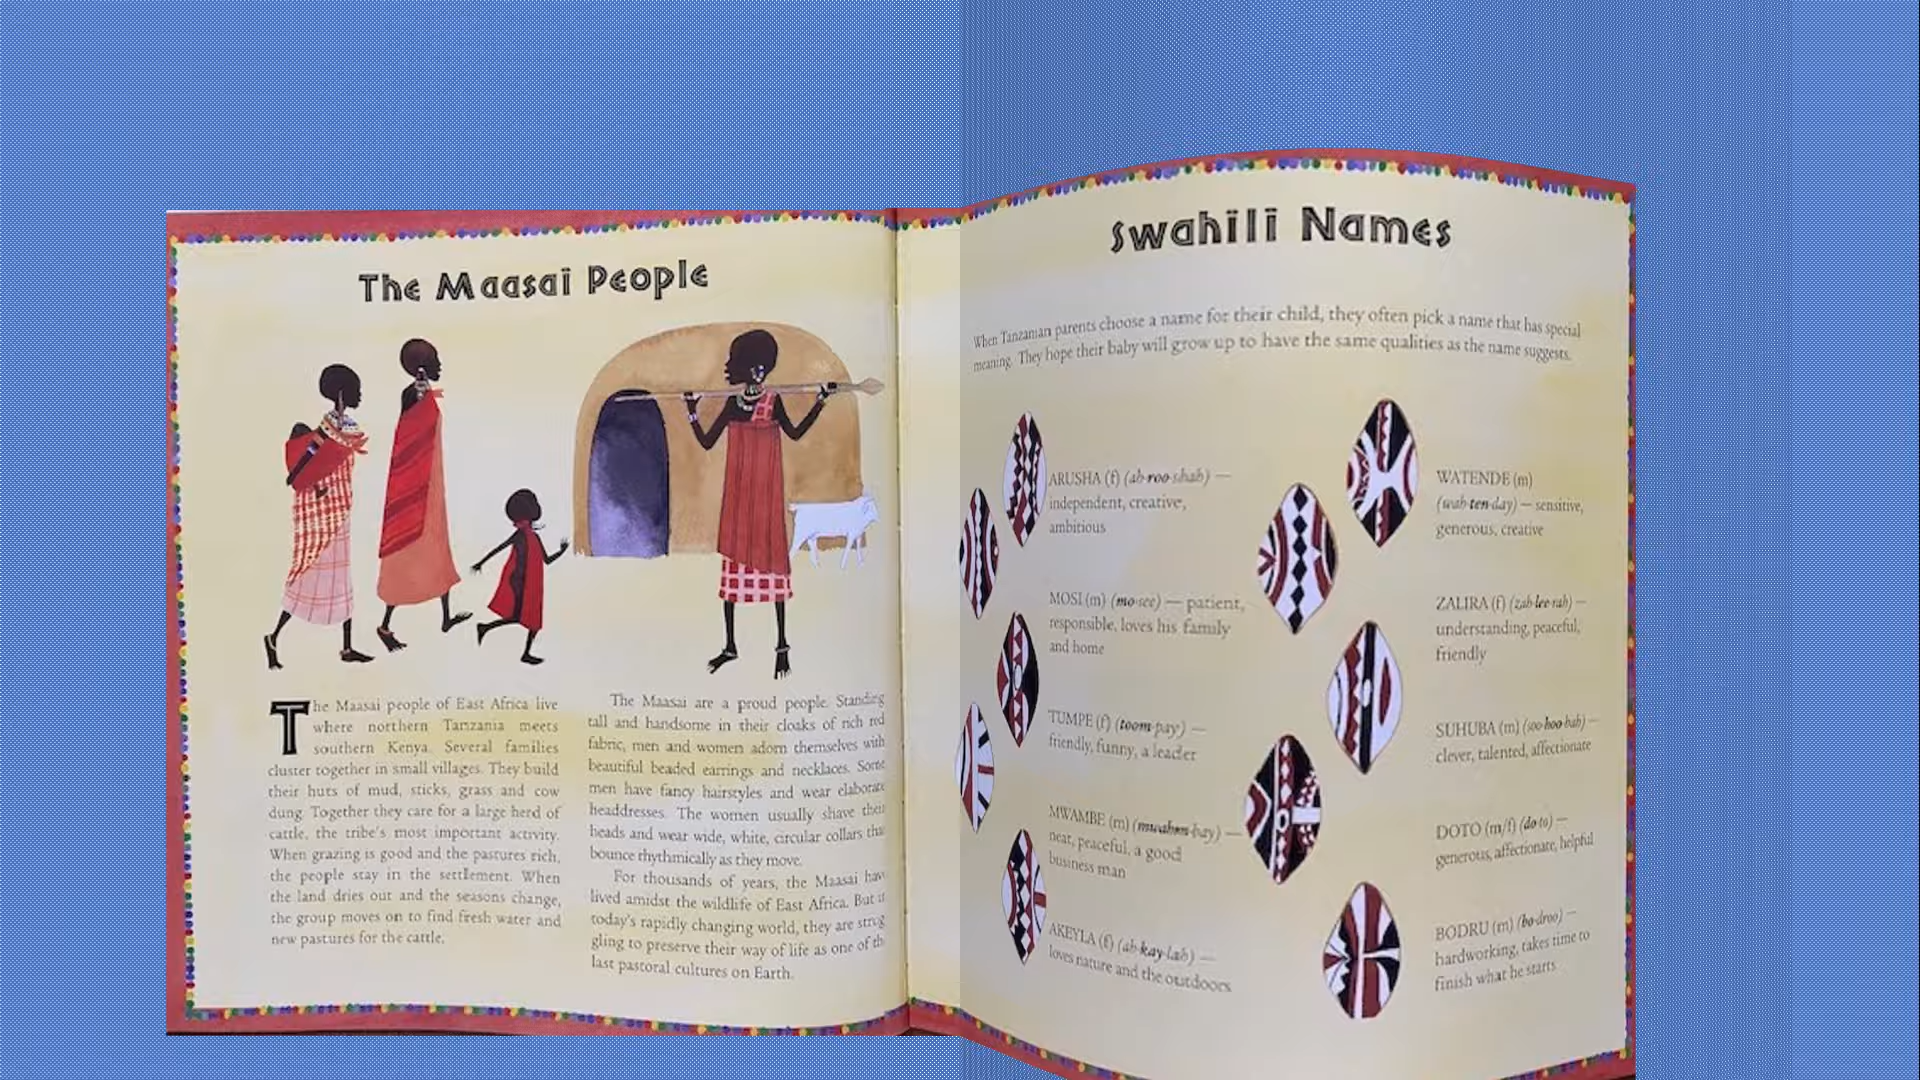 The Maasai People
The Maasai people of East Africa live
where northern Tanzania meets
southern Kenya. Several families
cluster together in small villages. They build
their huts of mud, sticks, grass and cow
dung. Together they care for a large herd of
cattle, the tribe's most important activity.
When grazing is good and the pastures rich,
the people stay in the settlement. When
the land dries out and the seasons change,
the group moves on to find fresh water and
new pastures for the cattle.
The Maasai are a proud people. Standing
tall and handsome in their cloaks of rich red
fabric, men and women adorn themselves with
beautiful beaded earrings and necklaces. Some
men have fancy hairstyles and wear elaborate
headdresses. The women usually shave their
heads and wear wide, white, circular collars tha
bounce rhythmically as they move.
For thousands of years, the Maasai have
lived amidst the wildlife of East Africa. But i
today's rapidly changing world, they are strug
gling to preserve their way of life as one of th
last pastoral cultures on Earth.
Swahili Names
When Tanzanian parents choose a name for their child, they often pick a name that has special
meaning. They hope their baby will grow up to have the same qualities as the name suggests.
ARUSHA (f) (ah-roo-shah) —
independent, creative,
ambitious
MOSI (m) (mo-see) — patient,
responsible, loves his family
and home
TUMPE (f) (toom-pay) —
friendly, funny, a leader
MWAMBE (m) (mwahm-bay) —
neat, peaceful, a good
business man
AKEYLA (f) (ah-kay-lah) —
loves nature and the outdoors
WATENDE (m)
(wah-ten-day) — sensitive,
generous, creative
ZALIRA (f) (zah-lee-rah) —
understanding, peaceful,
friendly
SUHUBA (m) (soo-hoo-bah) —
clever, talented, affectionate
DOTO (m/f) (do-to) —
generous, affectionate, helpful
BODRU (m) (bo-droo) —
hardworking, takes time to
finish what he starts